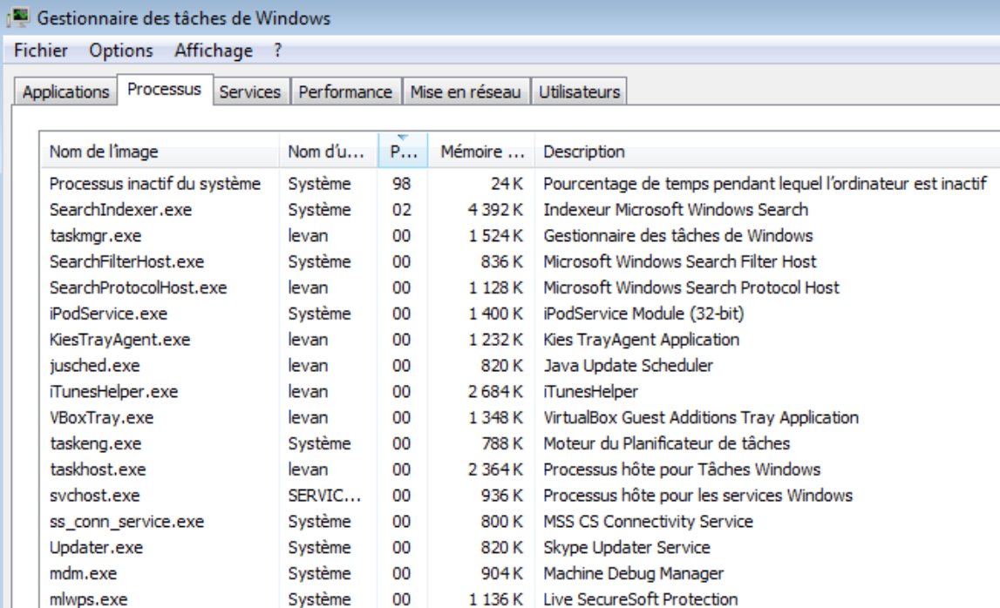 Gestionnaire des tâches de Windows
Fichier Options Affichage ?
Applications Processus Services Performance Mise en réseau Utilisateurs
Nom de l'image Nom d'u... P... Mémoire ... Description
Processus inactif du système Système 98 24 K Pourcentage de temps pendant lequel l'ordinateur est inactif
SearchIndexer.exe Système 02 4 392 K Indexeur Microsoft Windows Search
taskmgr.exe levan 00 1 524 K Gestionnaire des tâches de Windows
SearchFilterHost.exe Système 00 836 K Microsoft Windows Search Filter Host
SearchProtocolHost.exe levan 00 1 128 K Microsoft Windows Search Protocol Host
iPodService.exe Système 00 1 400 K iPodService Module (32-bit)
KiesTrayAgent.exe levan 00 1 232 K Kies TrayAgent Application
jusched.exe levan 00 820 K Java Update Scheduler
iTunesHelper.exe levan 00 2 684 K iTunesHelper
VBoxTray.exe levan 00 1 348 K VirtualBox Guest Additions Tray Application
taskeng.exe Système 00 788 K Moteur du Planificateur de tâches
taskhost.exe levan 00 2 364 K Processus hôte pour Tâches Windows
svchost.exe SERVIC... 00 936 K Processus hôte pour les services Windows
ss_conn_service.exe Système 00 800 K MSS CS Connectivity Service
Updater.exe Système 00 820 K Skype Updater Service
mdm.exe Système 00 904 K Machine Debug Manager
mlwps.exe Système 00 1 136 K Live SecureSoft Protection